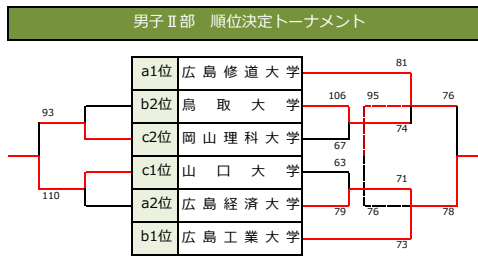 男子Ⅱ部 順位決定トーナメント
a1位 広島修道大学 81
b2位 鳥取大学 106 95 76
93
c2位 岡山理科大学 67 74
c1位 山口大学 63 71
110
a2位 広島経済大学 79 76 78
b1位 広島工業大学 73